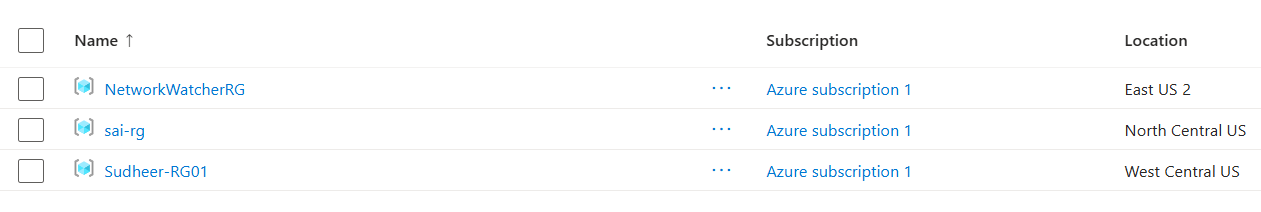 Name ↑ Subscription Location
NetworkWatcherRG ... Azure subscription 1 East US 2
sai-rg ... Azure subscription 1 North Central US
Sudheer-RG01 ... Azure subscription 1 West Central US